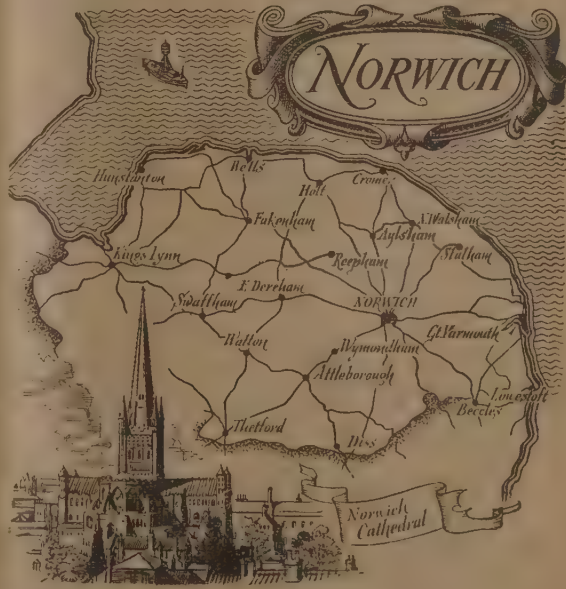 NORWICH
Hunstanton
Wells
Holt
Cromer
Fakenham
N.Walsham
Aylsham
Stalham
Kings Lynn
Reepham
E.Dereham
Swaffham
NORWICH
Gt.Yarmouth
Watton
Wymondham
Attleborough
Lowestoft
Beccles
Thetford
Diss
Norwich
Cathedral